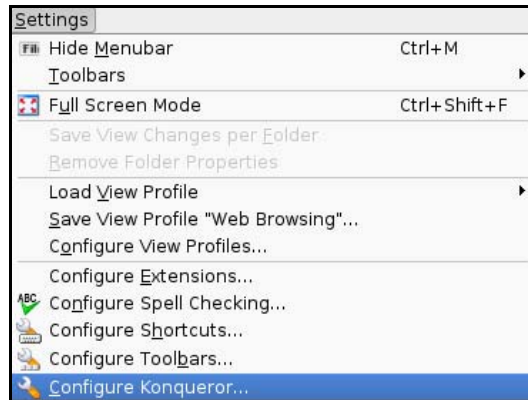 Settings
Hide Menubar Ctrl+M
Toolbars
Full Screen Mode Ctrl+Shift+F
Save View Changes per Folder
Remove Folder Properties
Load View Profile
Save View Profile "Web Browsing"...
Configure View Profiles...
Configure Extensions...
ABC Configure Spell Checking...
Configure Shortcuts...
Configure Toolbars...
Configure Konqueror...